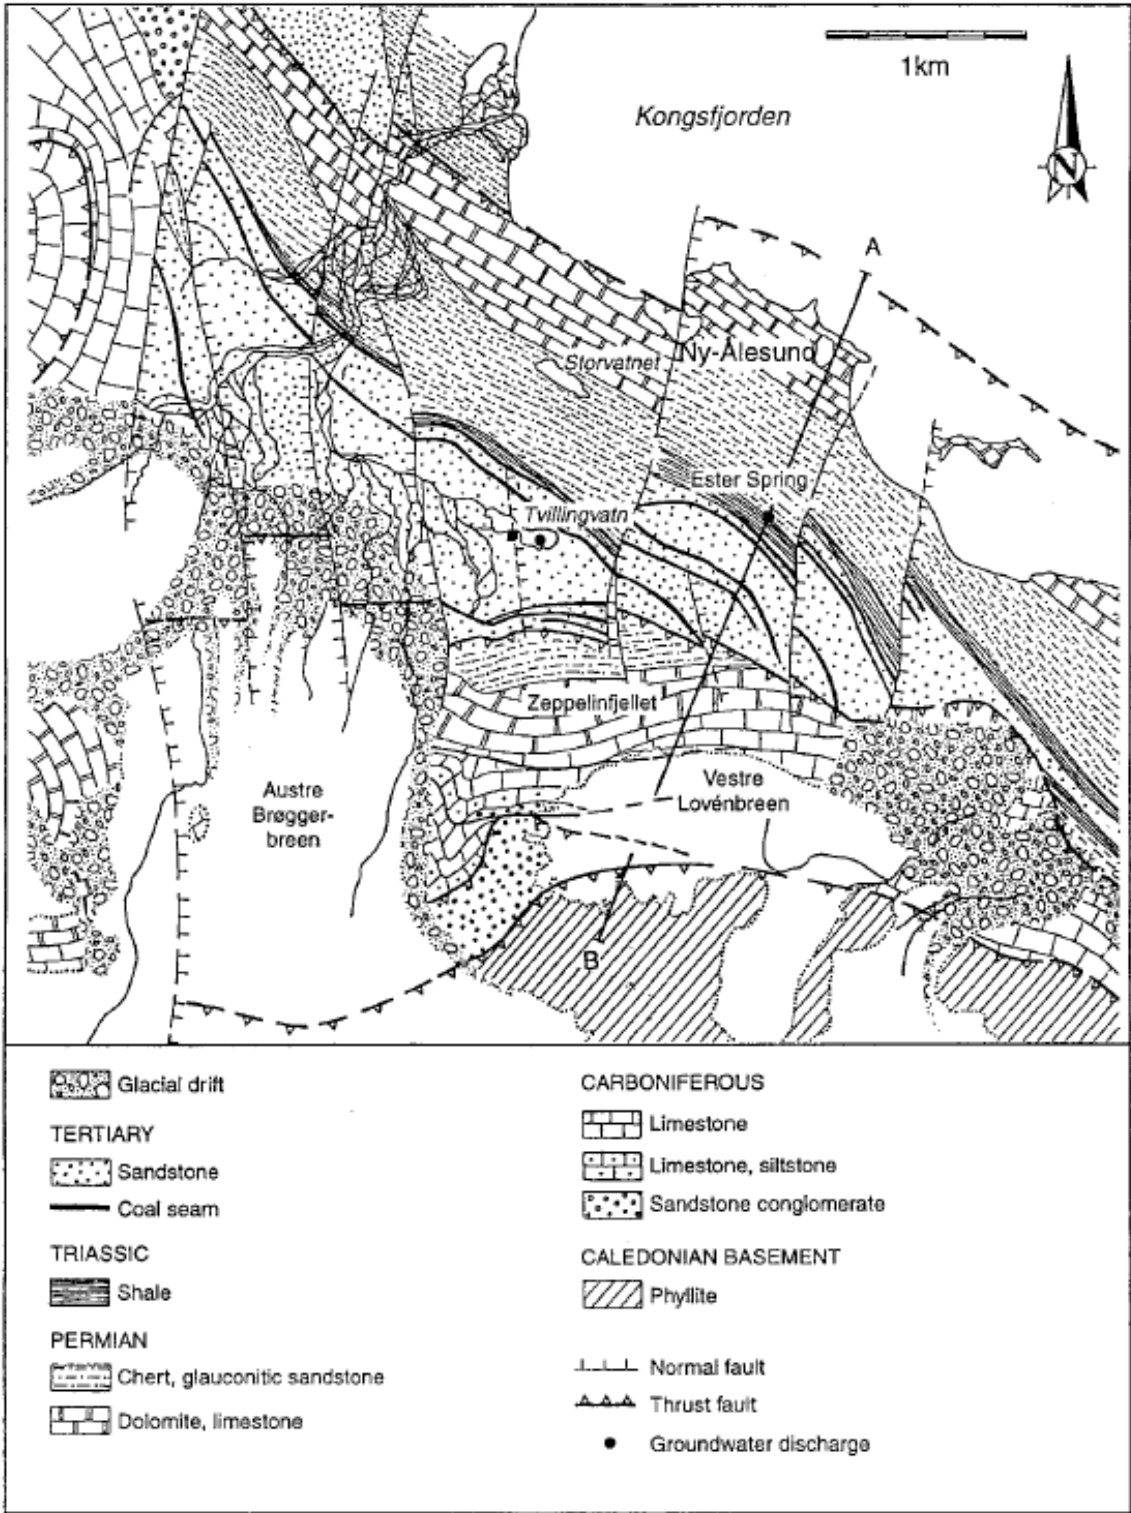 1km
Kongsfjorden
N
A
Storvatnet
Ny-Ålesund
Ester Spring
Tvillingvatn
Zeppelinfjellet
Vestre
Lovénbreen
Austre
Brøgger-
breen
B
Glacial drift
TERTIARY
Sandstone
Coal seam
TRIASSIC
Shale
PERMIAN
Chert, glauconitic sandstone
Dolomite, limestone
CARBONIFEROUS
Limestone
Limestone, siltstone
Sandstone conglomerate
CALEDONIAN BASEMENT
Phyllite
Normal fault
Thrust fault
Groundwater discharge